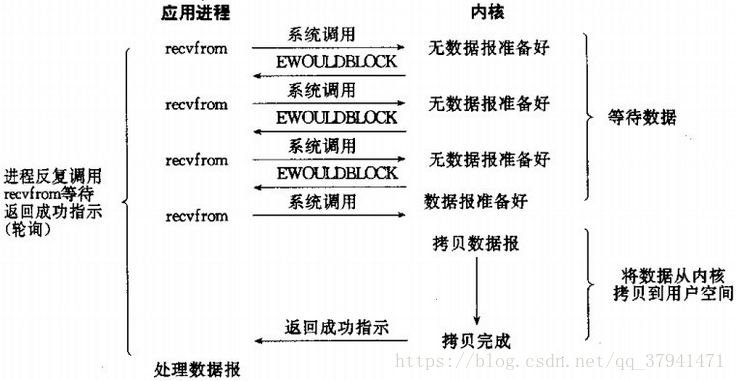 应用进程 内核
recvfrom 系统调用 无数据报准备好
EWOULDBLOCK
recvfrom 系统调用 无数据报准备好
EWOULDBLOCK
等待数据
recvfrom 系统调用 无数据报准备好
EWOULDBLOCK
进程反复调用
recvfrom等待
返回成功指示
(轮询)
recvfrom 系统调用 数据报准备好
拷贝数据报
将数据从内核
拷贝到用户空间
返回成功指示 拷贝完成
处理数据报
https://blog.csdn.net/qq_37941471